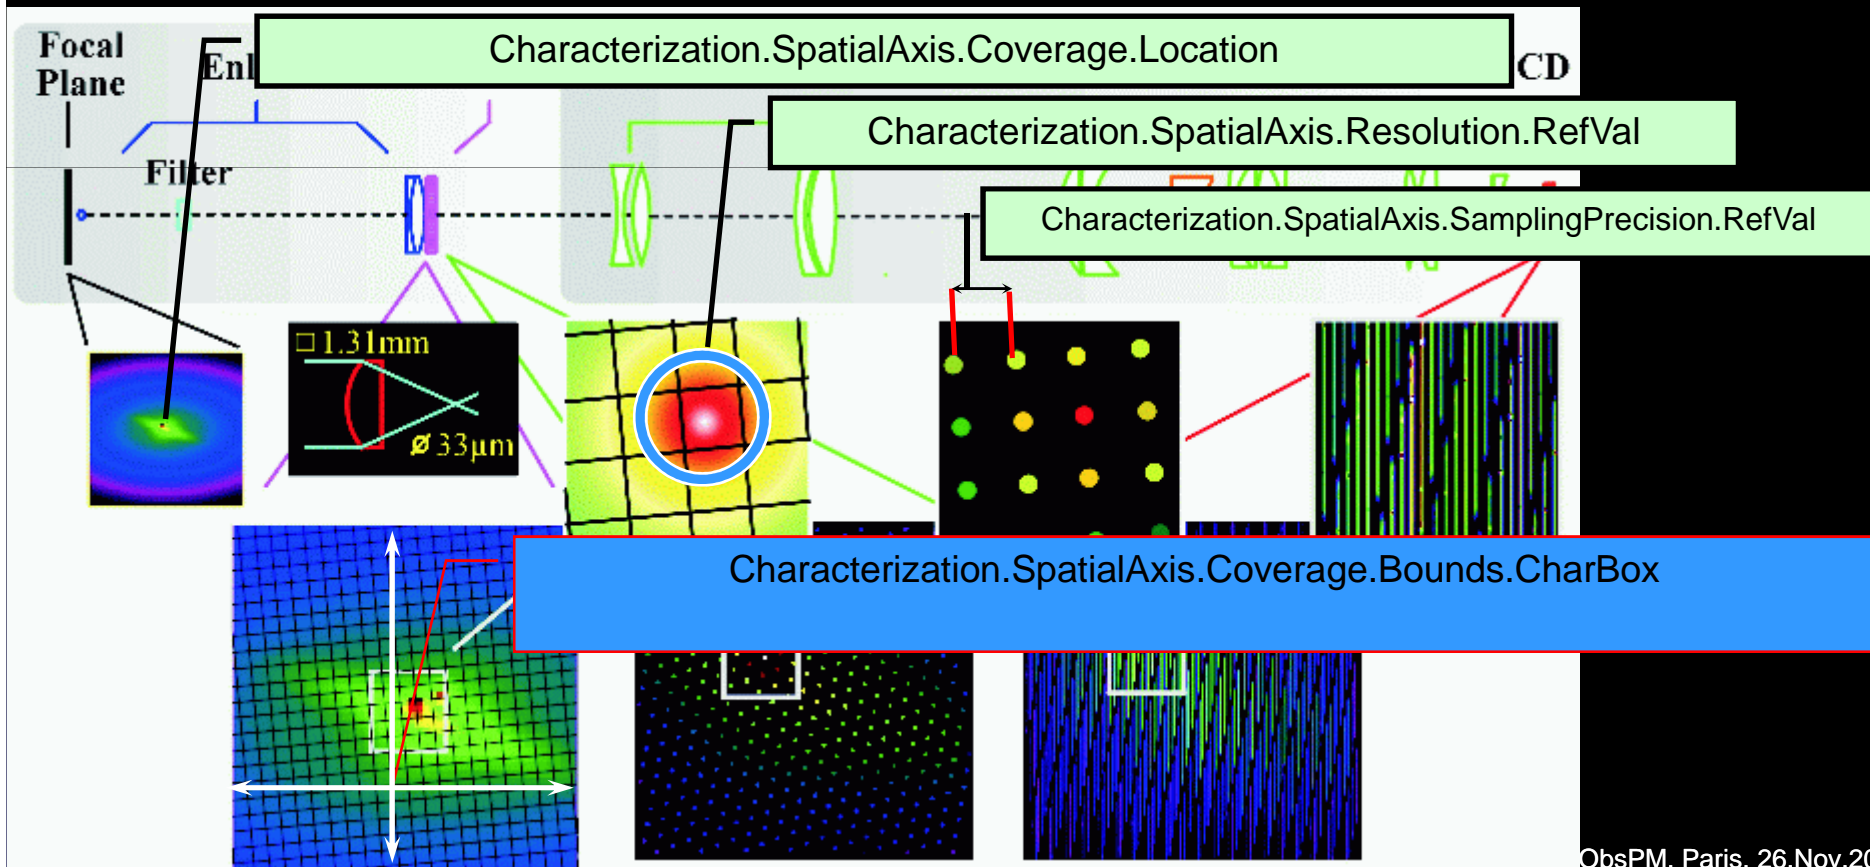 Focal
Plane
Characterization.SpatialAxis.Coverage.Location
CD
Characterization.SpatialAxis.Resolution.RefVal
Filter
Characterization.SpatialAxis.SamplingPrecision.RefVal
□ 1.31mm
ø 33µm
Characterization.SpatialAxis.Coverage.Bounds.CharBox
ObsPM, Paris, 26.Nov.20